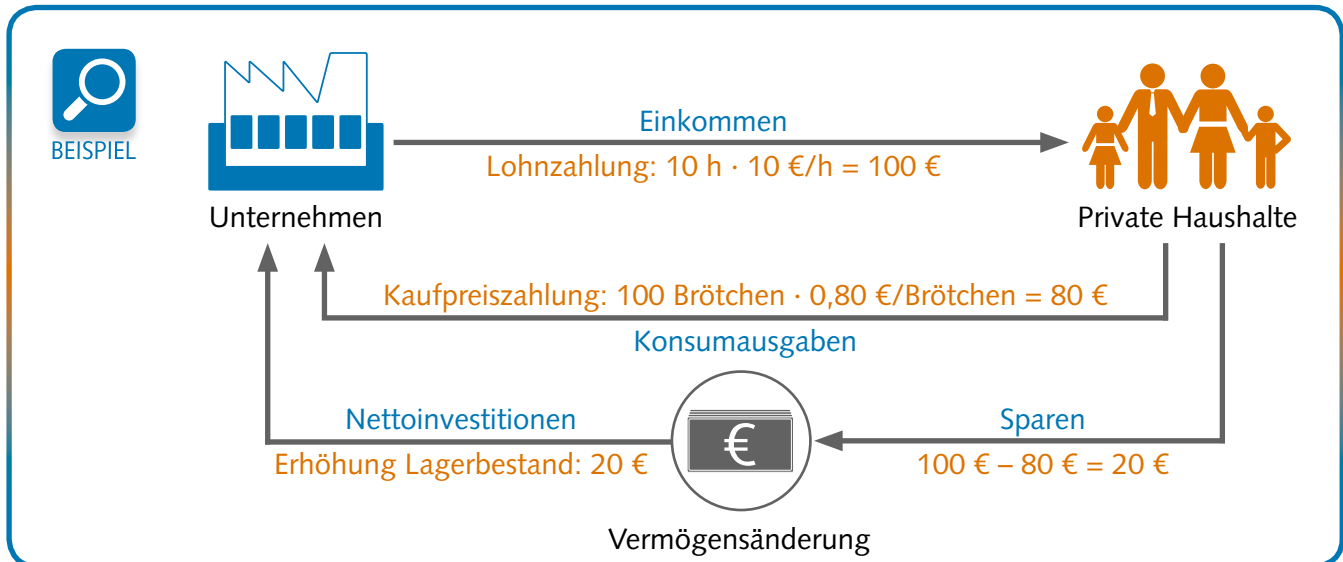 BEISPIEL
Einkommen
Lohnzahlung: 10 h · 10 €/h = 100 €
Unternehmen
Private Haushalte
Kaufpreiszahlung: 100 Brötchen · 0,80 €/Brötchen = 80 €
Konsumausgaben
Nettoinvestitionen
Erhöhung Lagerbestand: 20 €
€
Sparen
100 € – 80 € = 20 €
Vermögensänderung